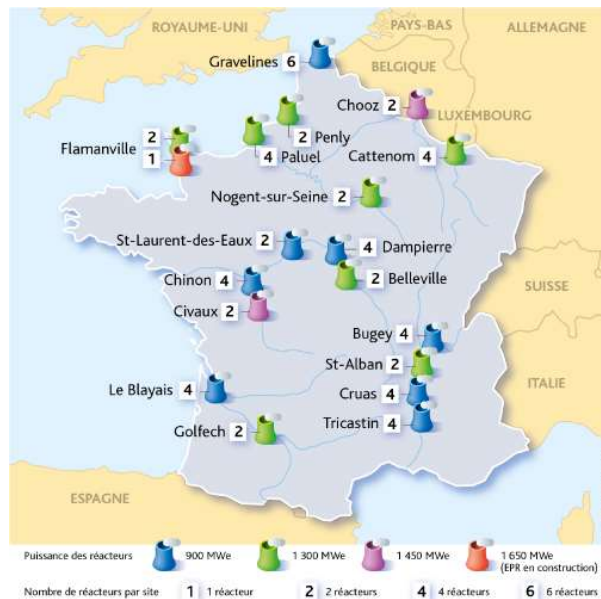 ROYAUME-UNI
PAYS-BAS
ALLEMAGNE
Gravelines 6
BELGIQUE
Chooz 2
LUXEMBOURG
2
Flamanville
1
2 Penly
4 Paluel
Cattenom 4
Nogent-sur-Seine 2
St-Laurent-des-Eaux 2
4 Dampierre
Chinon 4
2 Belleville
SUISSE
Civaux 2
Bugey 4
St-Alban 2
ITALIE
Le Blayais 4
Cruas 4
Golfech 2
Tricastin 4
ESPAGNE
Puissance des réacteurs 900 MWe 1 300 MWe 1 450 MWe 1 650 MWe
(EPR en construction)
Nombre de réacteurs par site 1 1 réacteur 2 2 réacteurs 4 4 réacteurs 6 6 réacteurs